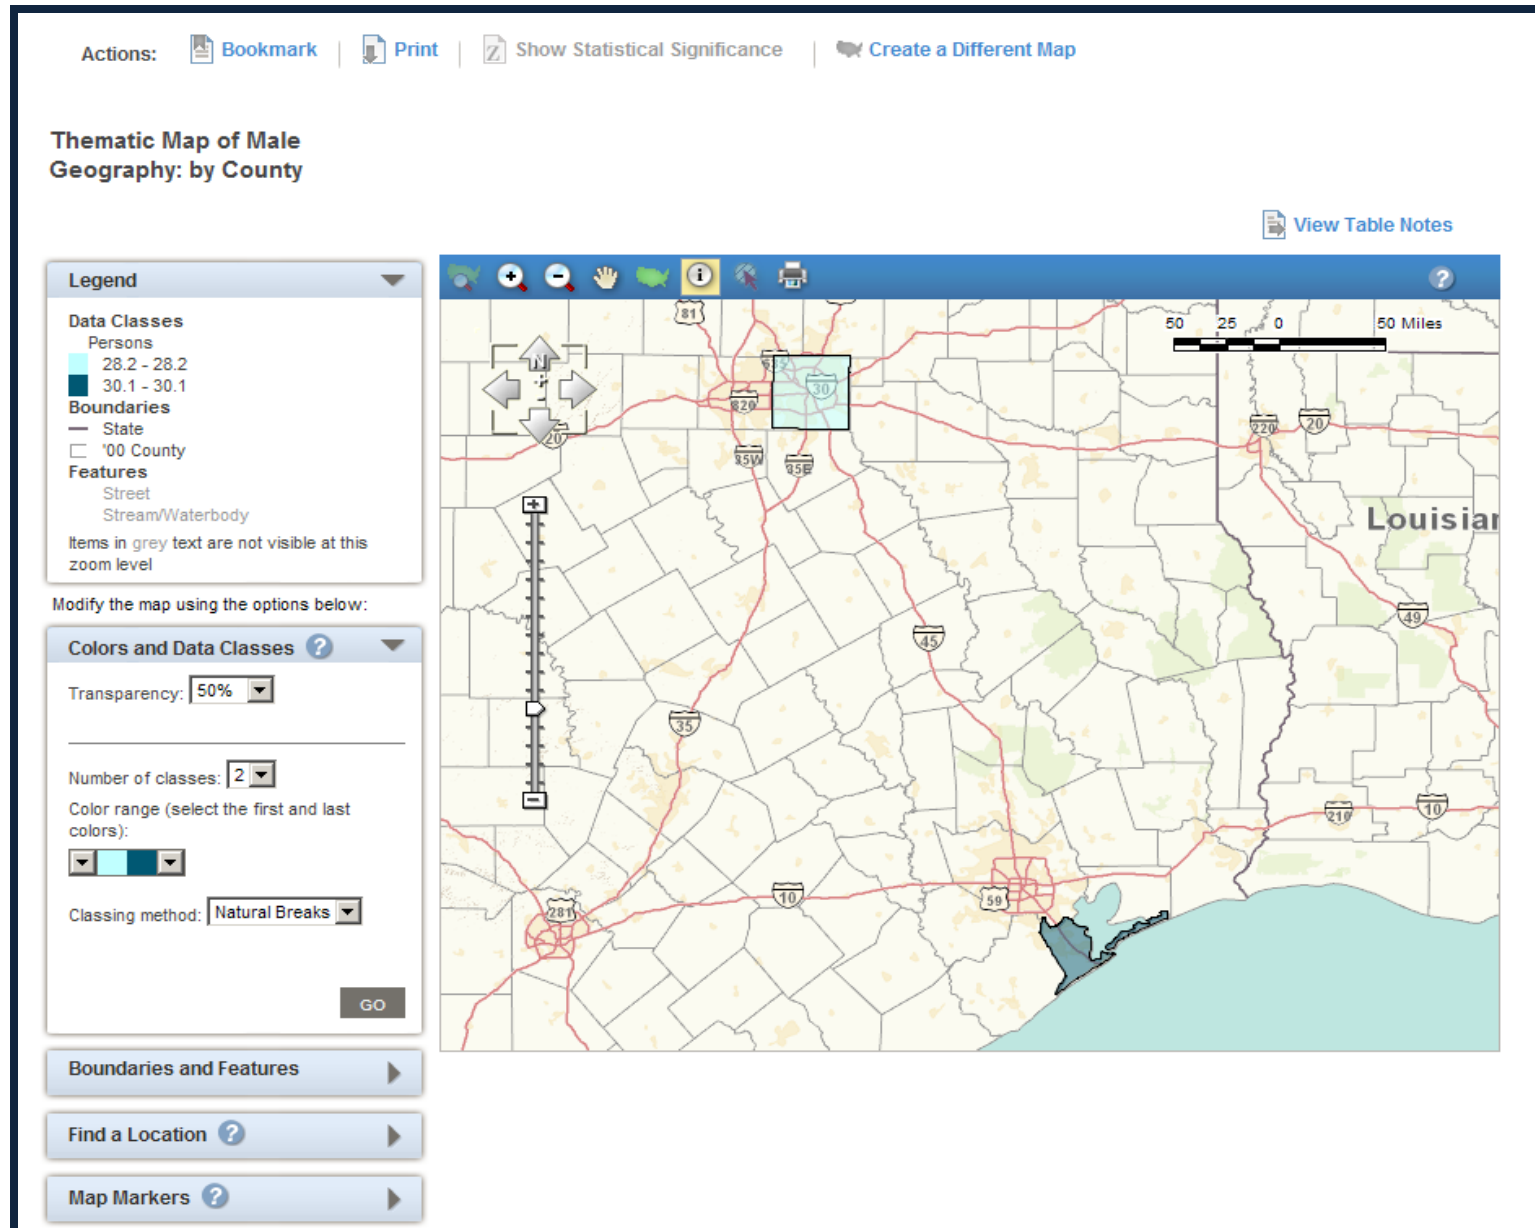 Actions: Bookmark | Print | Show Statistical Significance | Create a Different Map
Thematic Map of Male
Geography: by County
View Table Notes
Legend
Data Classes
Persons
28.2 - 28.2
30.1 - 30.1
Boundaries
State
'00 County
Features
Street
Stream/Waterbody
Items in grey text are not visible at this
zoom level
Modify the map using the options below:
Colors and Data Classes ?
Transparency: 50%
Number of classes: 2
Color range (select the first and last
colors):
Classing method: Natural Breaks
GO
Boundaries and Features
Find a Location ?
Map Markers ?
i
?
50 25 0 50 Miles
N
81
30
820
20
35W
35E
220
20
Louisian
49
45
35
210
10
10
59
281